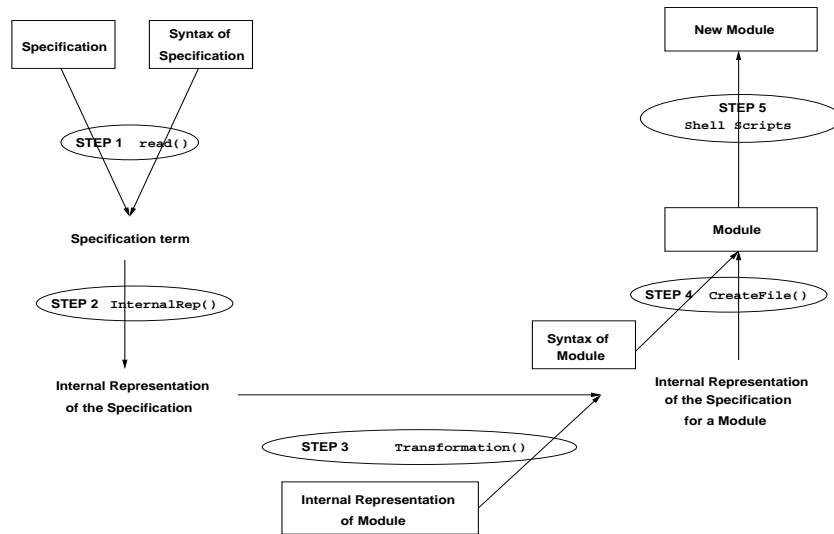 Specification
Syntax of
Specification
New Module
STEP 5
Shell Scripts
STEP 1 read()
Specification term
Module
STEP 2 InternalRep()
STEP 4 CreateFile()
Syntax of
Module
Internal Representation
of the Specification
Internal Representation
of the Specification
for a Module
STEP 3 Transformation()
Internal Representation
of Module